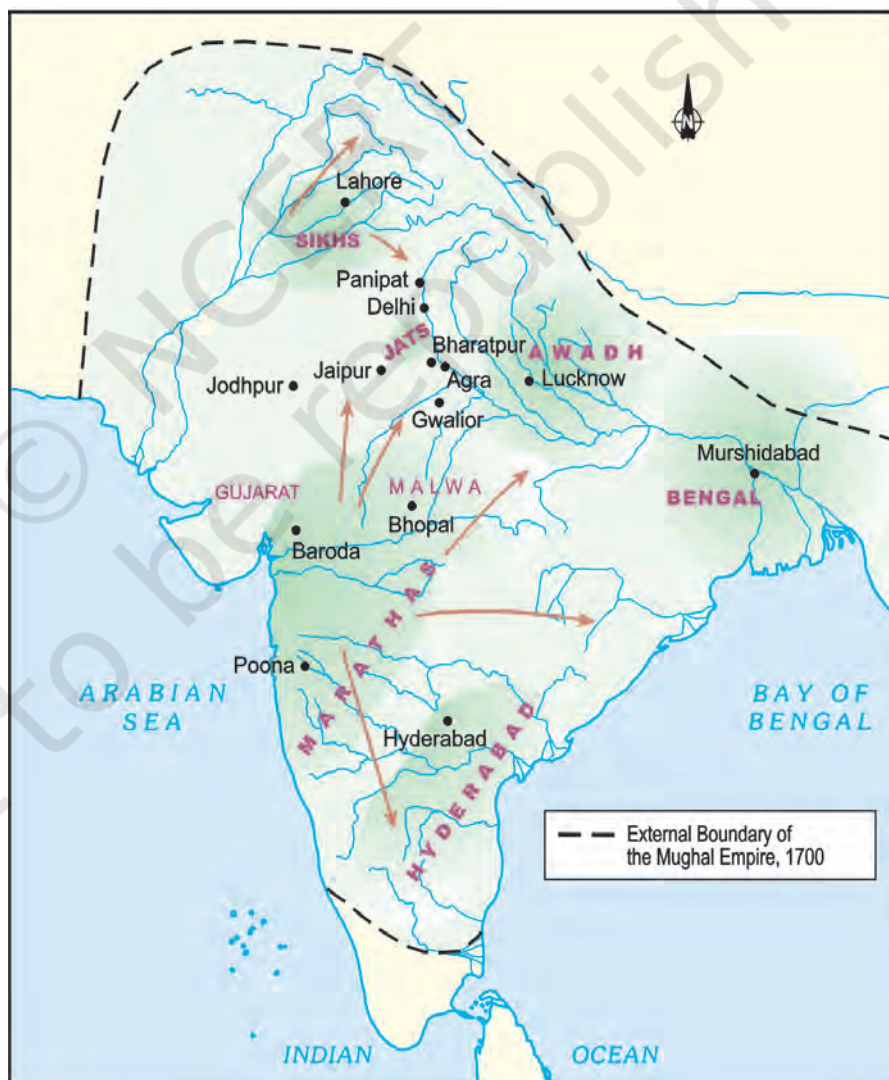 © NCERT
to be republish
N
Lahore
SIKHS
Panipat
Delhi
JATS
Bharatpur
AWADH
Jaipur
Jodhpur
Agra
Lucknow
Gwalior
Murshidabad
GUJARAT
MALWA
BENGAL
Bhopal
Baroda
MARATHAS
Poona
ARABIAN
SEA
BAY OF
BENGAL
Hyderabad
HYDERABAD
External Boundary of
the Mughal Empire, 1700
INDIAN OCEAN